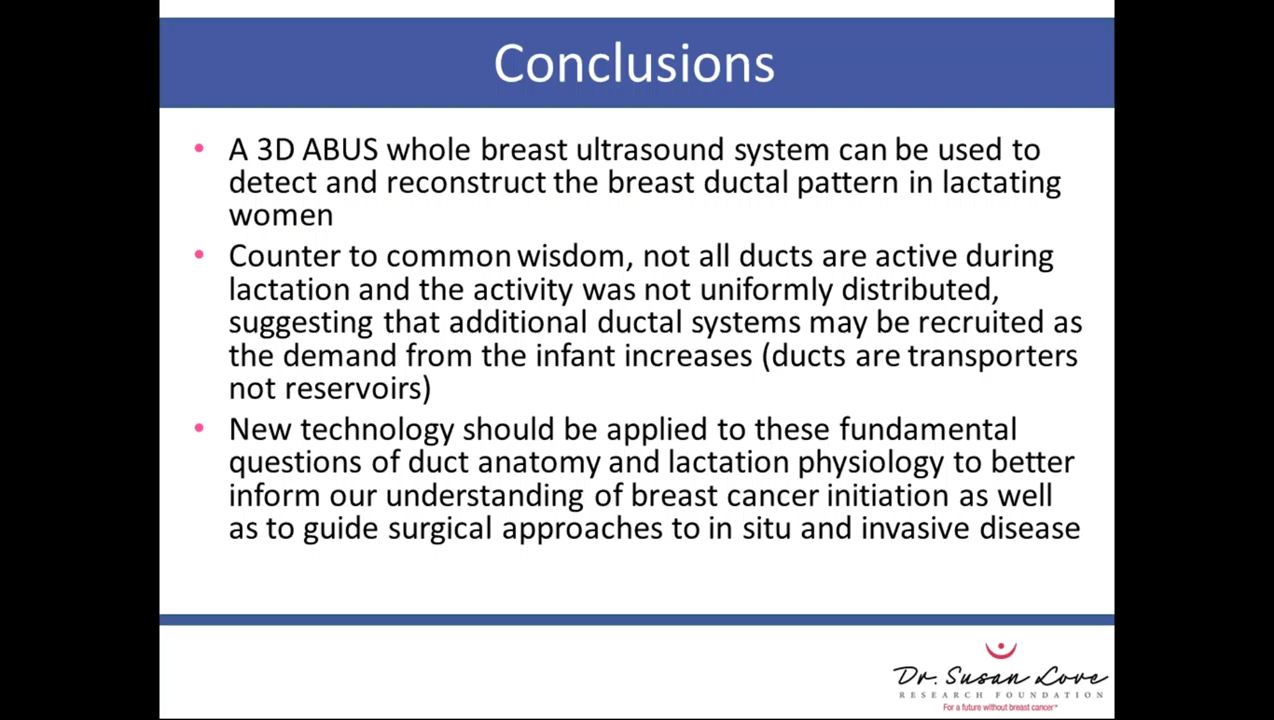 Conclusions
• A 3D ABUS whole breast ultrasound system can be used to
detect and reconstruct the breast ductal pattern in lactating
women
• Counter to common wisdom, not all ducts are active during
lactation and the activity was not uniformly distributed,
suggesting that additional ductal systems may be recruited as
the demand from the infant increases (ducts are transporters
not reservoirs)
• New technology should be applied to these fundamental
questions of duct anatomy and lactation physiology to better
inform our understanding of breast cancer initiation as well
as to guide surgical approaches to in situ and invasive disease
Dr. Susan Love
RESEARCH FOUNDATION
For a future without breast cancer™